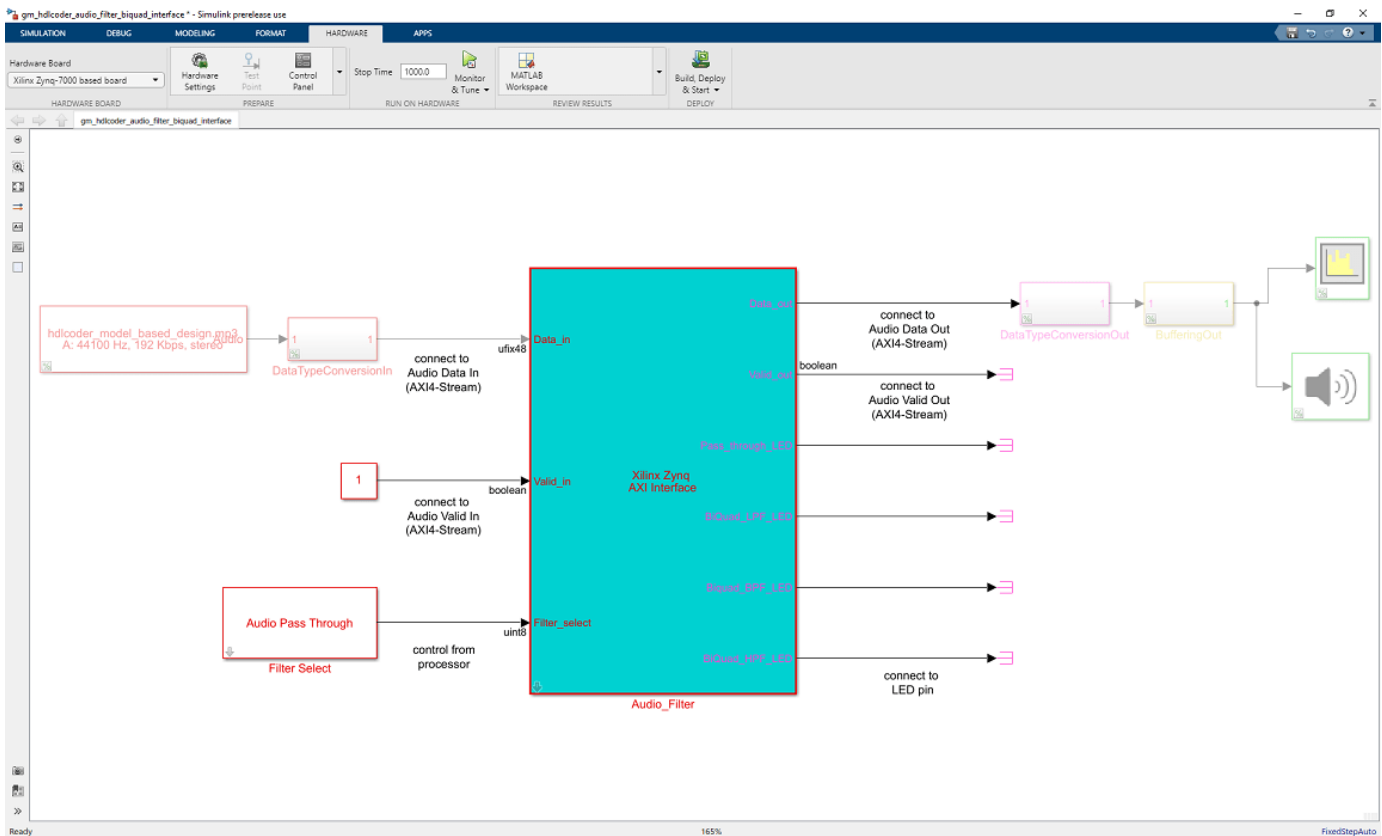 gm_hdlcoder_audio_filter_biquad_interface * - Simulink prerelease use
SIMULATION DEBUG MODELING FORMAT HARDWARE APPS
Hardware Board
Xilinx Zynq-7000 based board
HARDWARE BOARD
Hardware
Settings
Test
Point
Control
Panel
PREPARE
Stop Time 1000.0
Monitor
& Tune
RUN ON HARDWARE
MATLAB
Workspace
REVIEW RESULTS
Build, Deploy
& Start
DEPLOY
gm_hdlcoder_audio_filter_biquad_interface
hdlcoder_model_based_design.mp3
A: 44100 Hz, 192 Kbps, stereo
Audio
1 1
DataTypeConversionIn
connect to
Audio Data In
(AXI4-Stream)
ufix48
Data_in
1
connect to
Audio Valid In
(AXI4-Stream)
boolean
Valid_in
Audio Pass Through
Filter Select
control from
processor
uint8
Filter_select
Xilinx Zynq
AXI Interface
Audio_Filter
Data_out
Valid_out
Pass_through_LED
BiQuad_LPF_LED
Biquad_BPF_LED
BiQuad_HPF_LED
connect to
Audio Data Out
(AXI4-Stream)
boolean
connect to
Audio Valid Out
(AXI4-Stream)
connect to
LED pin
1 1
DataTypeConversionOut
1 1
BufferingOut
Ready 165% FixedStepAuto